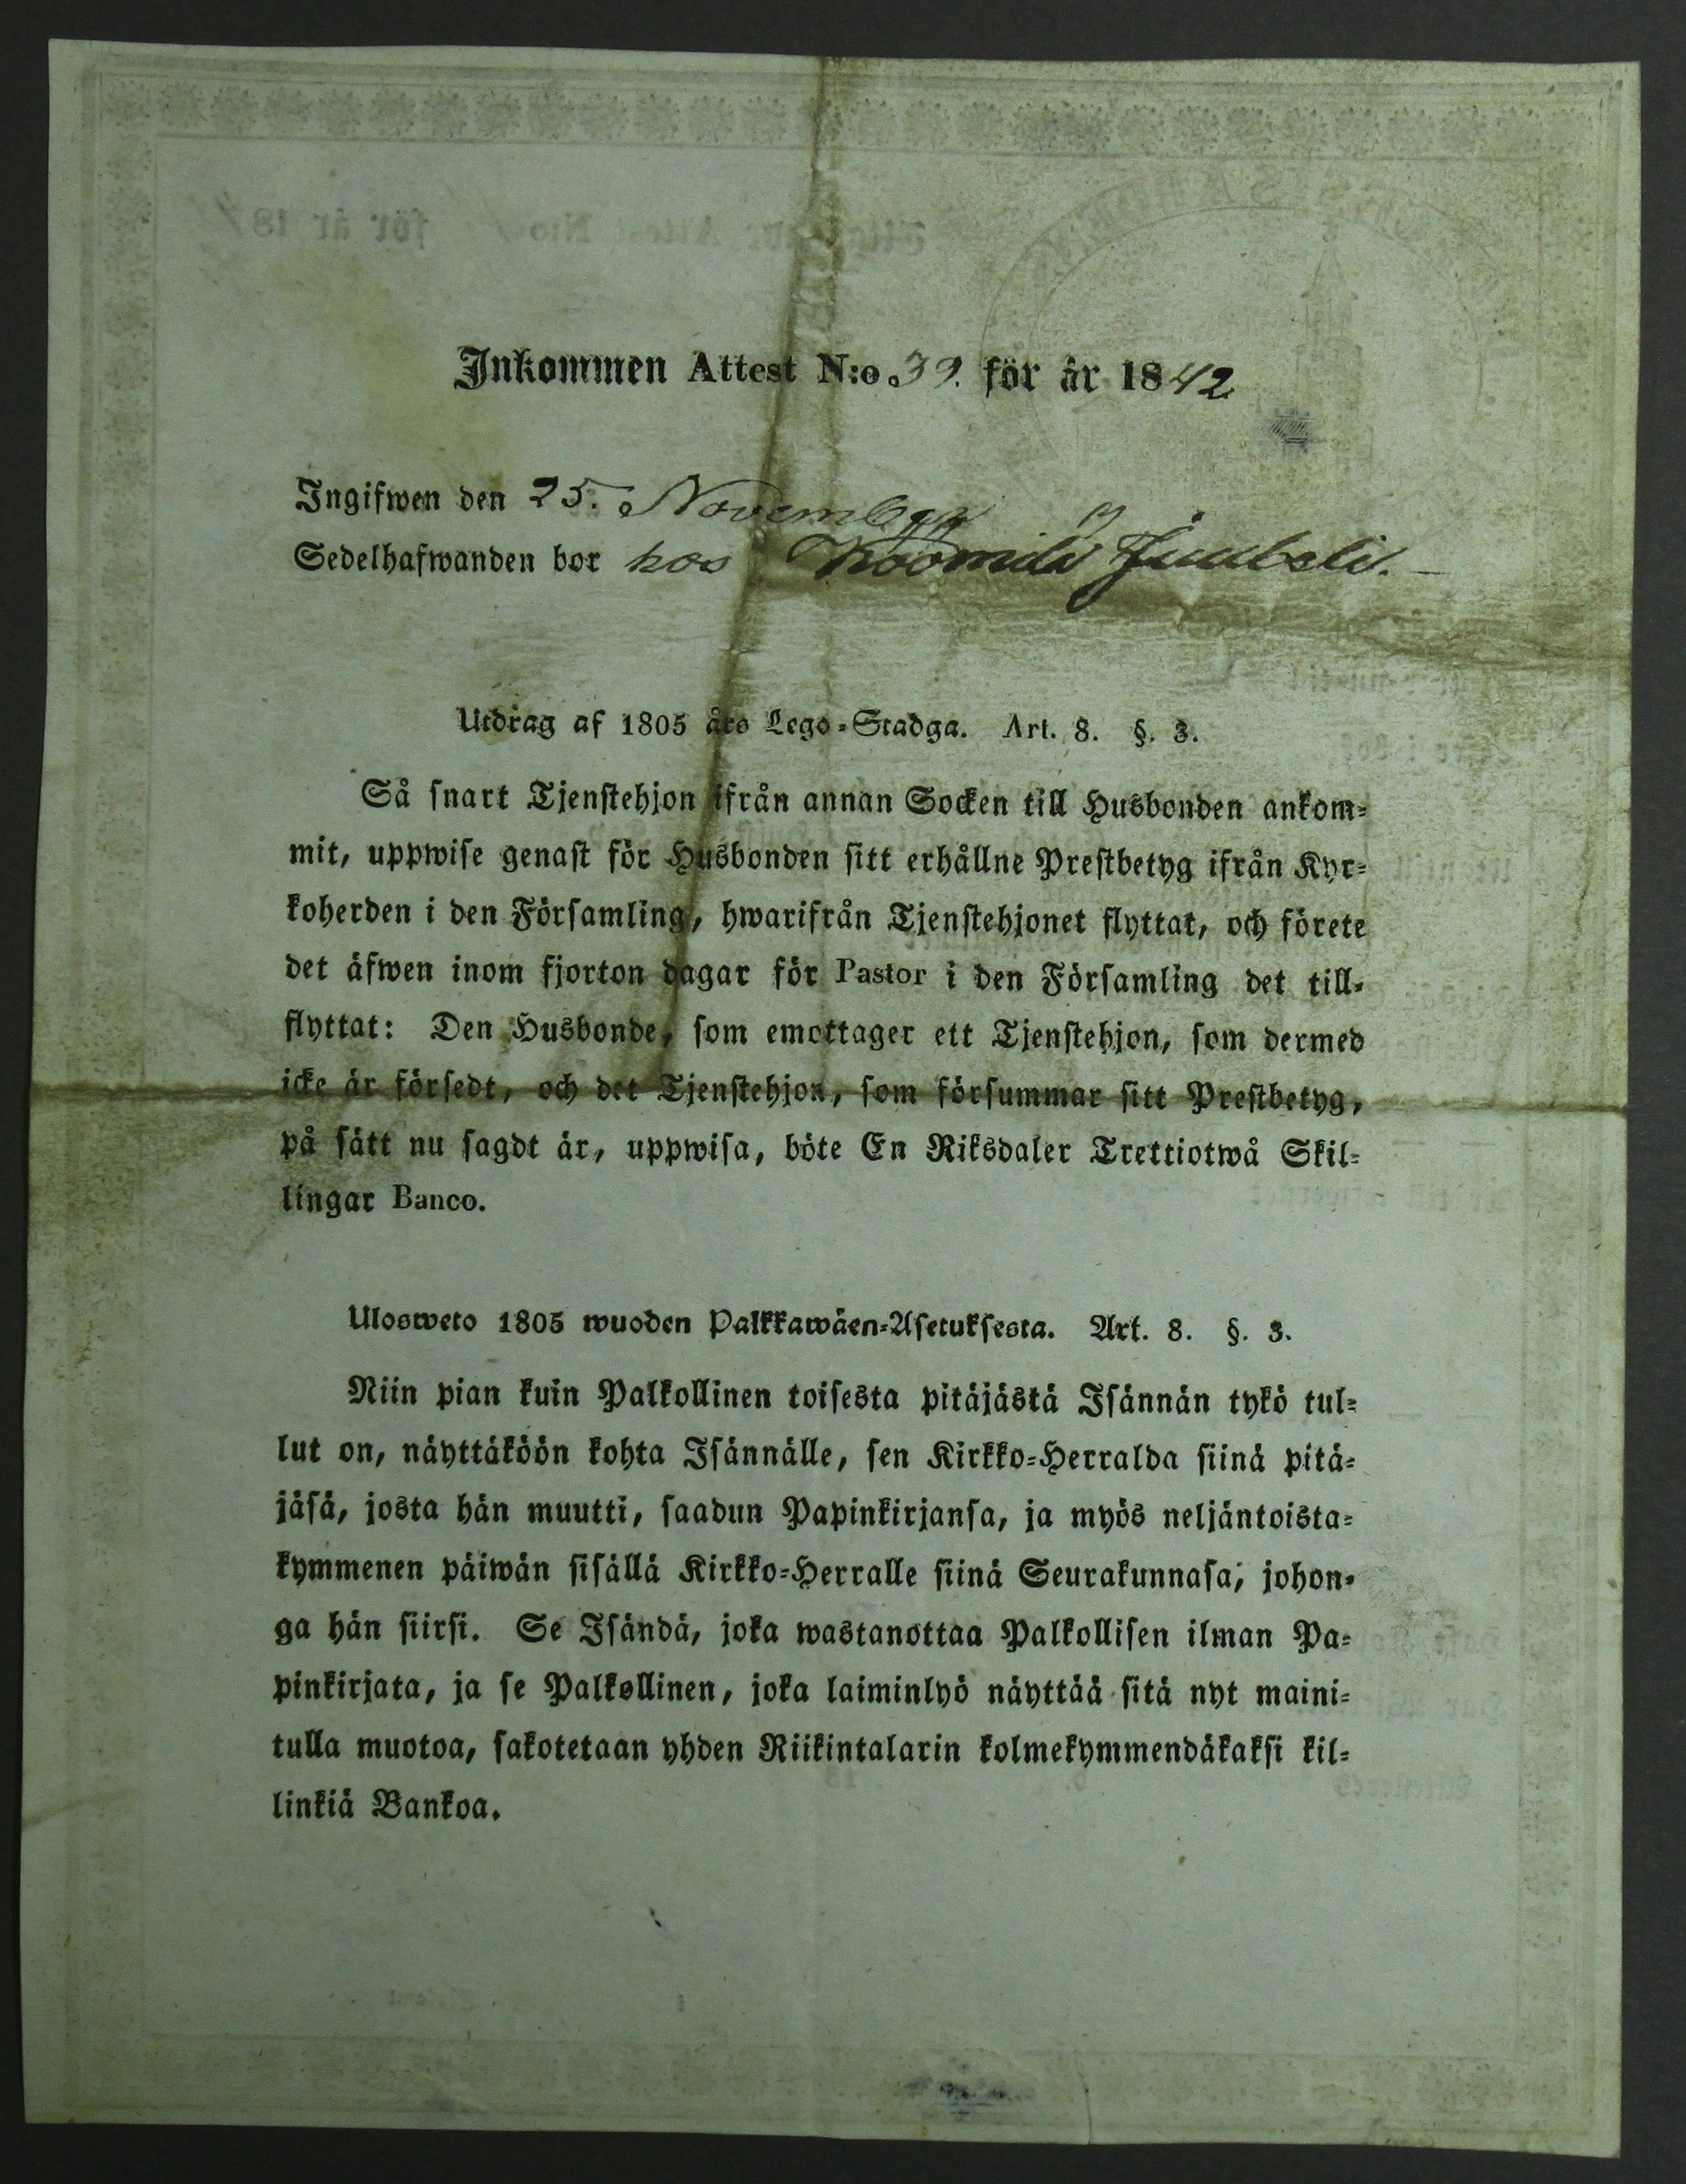 Inkommen Attest N:o 39. för år 1842
Ingifwen den 25. November
Sedelhafwanden bor hos
Utdrag af 1805 års Lego-Stadga. Art. 8. §. 3.
Så snart Tjenstehjon ifrån annan Socken till Husbonden ankom-
mit, uppwise genast för Husbonden sitt erhållne Prestbetyg ifrån Kyr-
koherden i den Församling, hwarifrån Tjenstehjonet flyttat, och förete
det äfwen inom fjorton dagar för Pastor i den Församling det till-
flyttat: Den Husbonde, som emottager ett Tjenstehjon, som dermed
icke är försedt, och det Tjenstehjon, som försummar sitt Prestbetyg,
på sätt nu sagdt är, uppwisa, böte En Riksdaler Trettiotwå Skil-
lingar Banco.
Ulosweto 1805 wuoden Palkkawäen-Asetuksesta. Art. 8. §. 3.
Niin pian kuin Palkollinen toisesta pitäjästä Isännän tykö tul-
lut on, näyttäköön kohta Isännälle, sen Kirkko-Herralda siinä pitä-
jäsä, josta hän muutti, saadun Papinkirjansa, ja myös neljäntoista-
kymmenen päiwän sisällä Kirkko-Herralle siinä Seurakunnasa, johon-
ga hän siirsi. Se Isändä, joka wastanottaa Palkollisen ilman Pa-
pinkirjata, ja se Palkollinen, joka laiminlyö näyttää sitä nyt maini-
tulla muotoa, sakotetaan yhden Riikintalarin kolmekymmendäkaksi kil-
linkiä Bankoa.